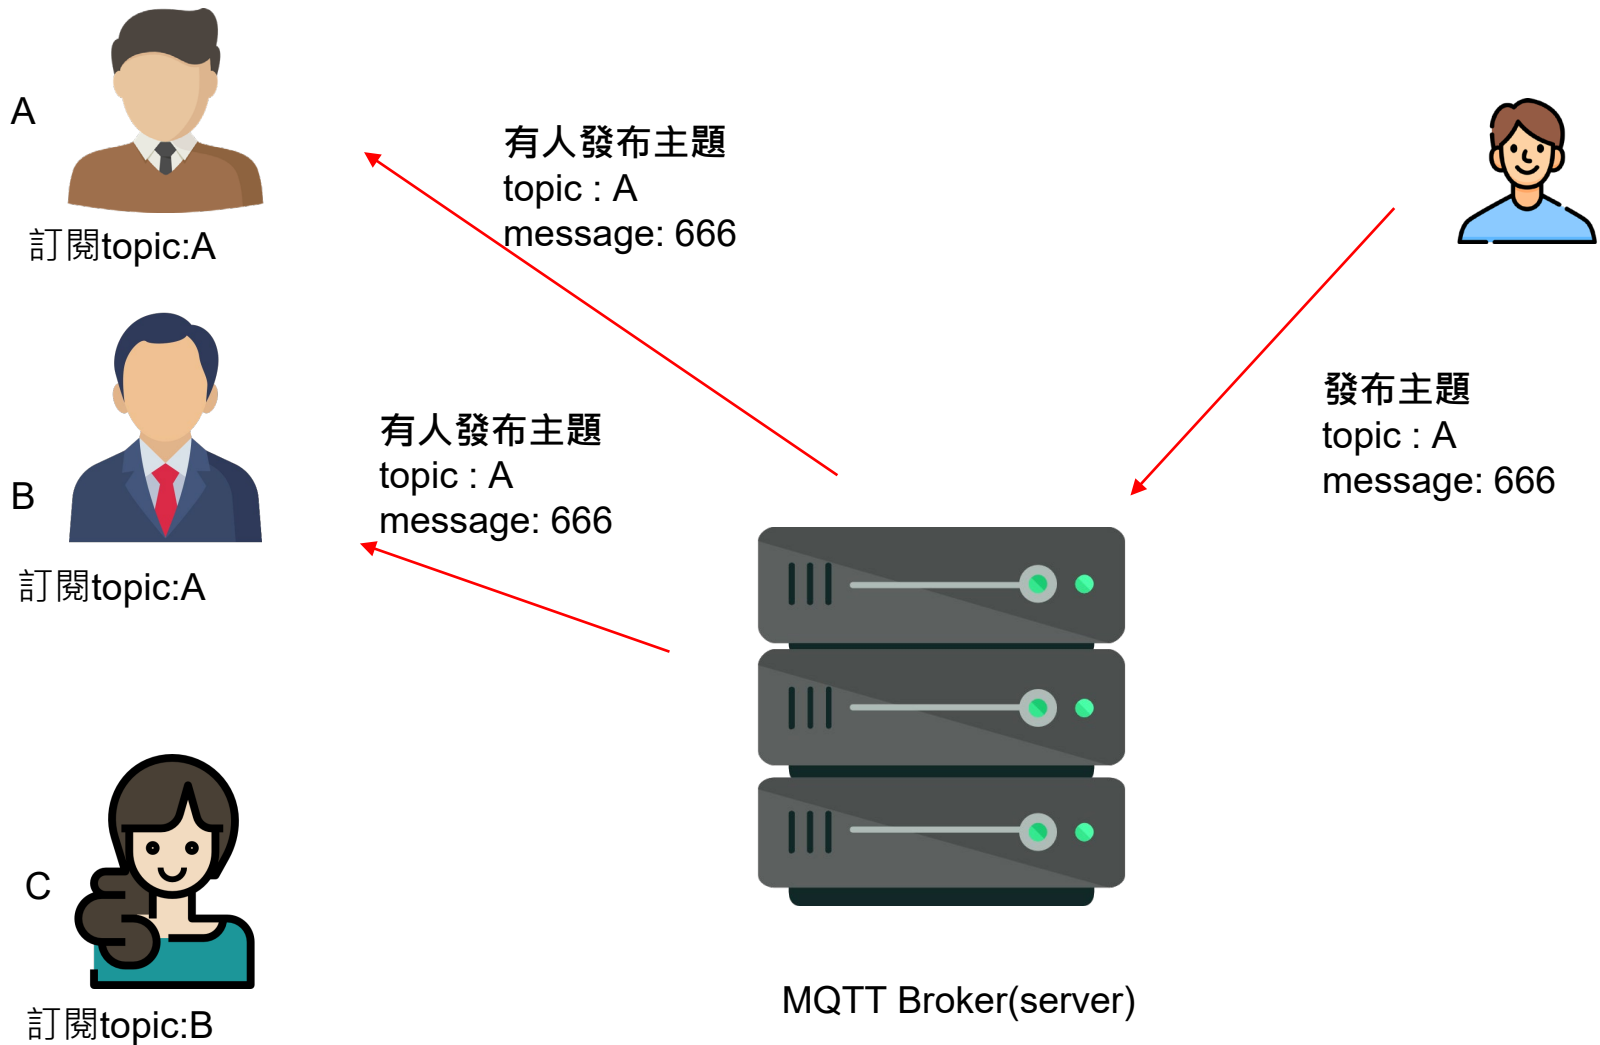 A
訂閱topic:A
有人發布主題
topic : A
message: 666
B
訂閱topic:A
有人發布主題
topic : A
message: 666
發布主題
topic : A
message: 666
C
訂閱topic:B
MQTT Broker(server)